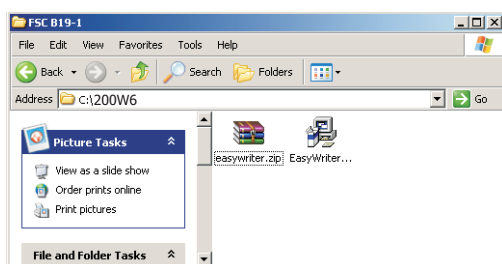 FSC B19-1
File Edit View Favorites Tools Help
Back Search Folders
Address C:\200W6 Go
Picture Tasks
View as a slide show
Order prints online
Print pictures
File and Folder Tasks
easywriter.zip EasyWriter...